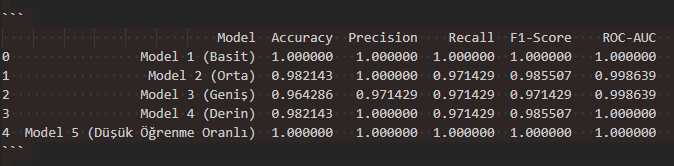 ```
Model Accuracy Precision Recall F1-Score ROC-AUC
0 Model 1 (Basit) 1.000000 1.000000 1.000000 1.000000 1.000000
1 Model 2 (Orta) 0.982143 1.000000 0.971429 0.985507 0.998639
2 Model 3 (Geniş) 0.964286 0.971429 0.971429 0.971429 0.998639
3 Model 4 (Derin) 0.982143 1.000000 0.971429 0.985507 1.000000
4 Model 5 (Düşük Öğrenme Oranlı) 1.000000 1.000000 1.000000 1.000000 1.000000
```